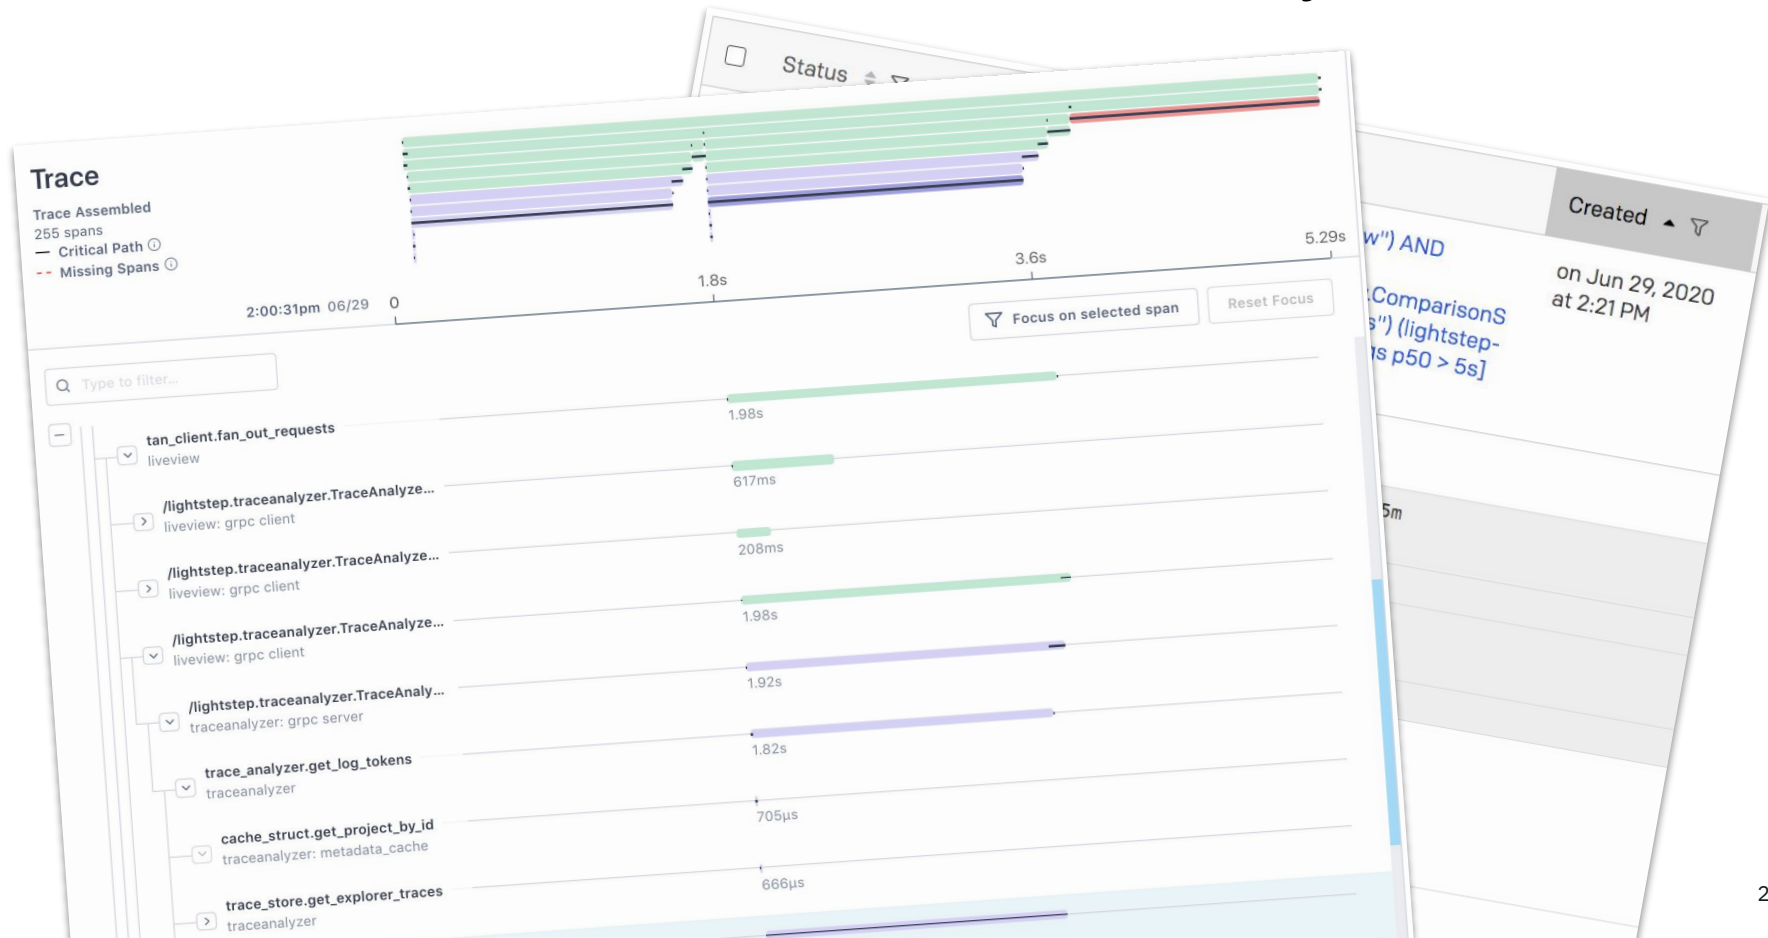 Status
Trace
Trace Assembled
255 spans
Critical Path
Missing Spans
2:00:31pm 06/29
0
1.8s
3.6s
5.29s
Focus on selected span
Reset Focus
Type to filter...
tan_client.fan_out_requests
liveview
1.98s
/lightstep.traceanalyzer.TraceAnalyze...
liveview: grpc client
617ms
/lightstep.traceanalyzer.TraceAnalyze...
liveview: grpc client
208ms
/lightstep.traceanalyzer.TraceAnalyze...
liveview: grpc client
1.98s
/lightstep.traceanalyzer.TraceAnaly...
traceanalyzer: grpc server
1.92s
trace_analyzer.get_log_tokens
traceanalyzer
1.82s
cache_struct.get_project_by_id
traceanalyzer: metadata_cache
705µs
trace_store.get_explorer_traces
traceanalyzer
666µs
Created
w") AND
.ComparisonS
s") (lightstep-
gs p50 > 5s]
on Jun 29, 2020
at 2:21 PM
5m
2